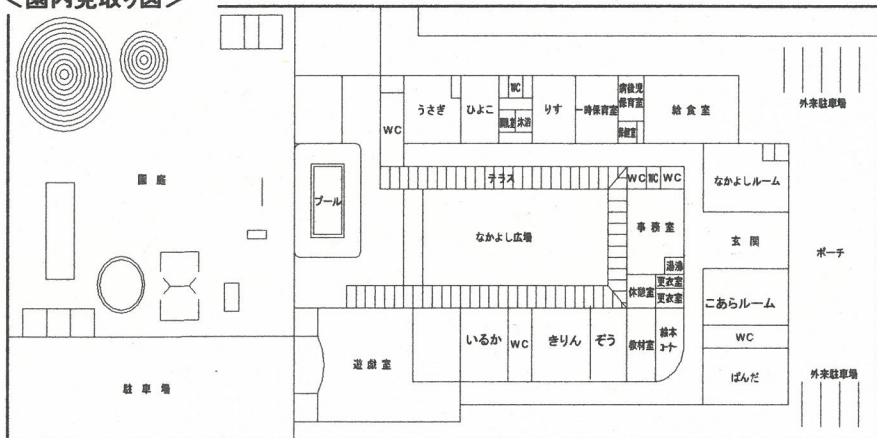 <園内見取り図>
うさぎ
ひよこ
WC
調乳室
沐浴
りす
一時保育室
病後児
保育室
保健室
給食室
外来駐車場
WC
園庭
プール
テラス
WC
WC
WC
なかよしルーム
なかよし広場
事務室
玄関
ポーチ
湯沸
休憩室
更衣室
更衣室
こあらルーム
いるか
WC
きりん
ぞう
教材室
絵本
コーナー
WC
遊戯室
ぱんだ
駐車場
外来駐車場